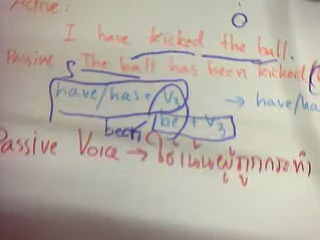 Active:
O
I have kicked the ball.
Passive S The ball has been kicked (
have/has + V3 → have/ha
been be + V3
Passive Voice → ใช้เน้นผู้ถูกกระทำ